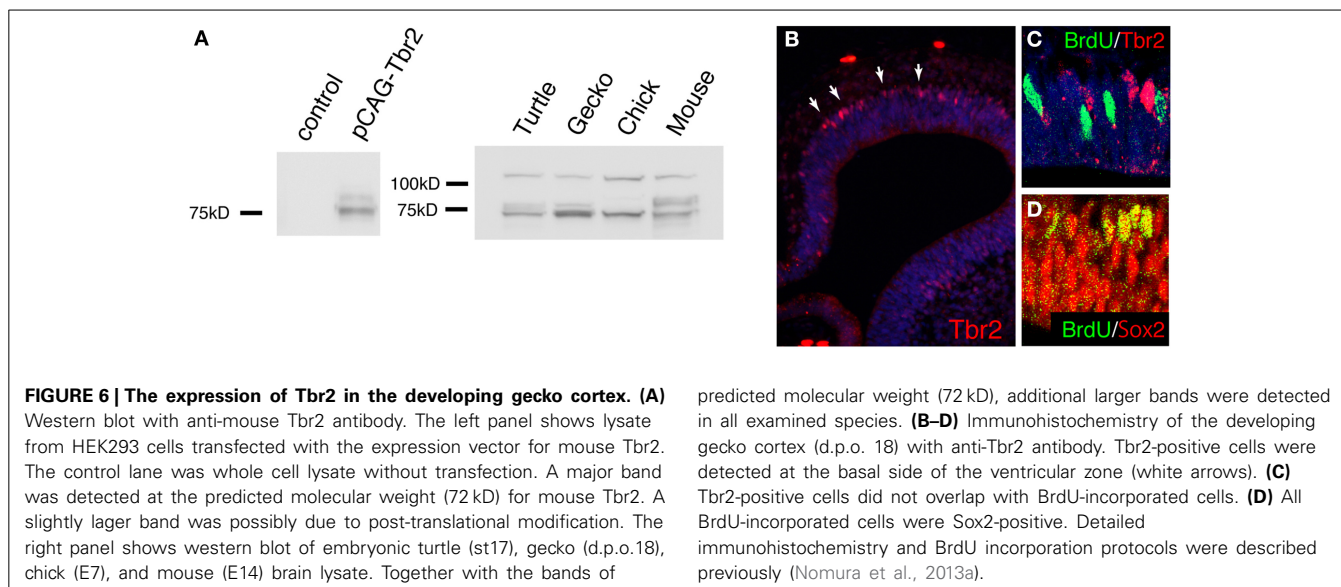 A
control
pCAG-Tbr2
75kD
Turtle
Gecko
Chick
Mouse
100kD
75kD
B
Tbr2
C
BrdU/Tbr2
D
BrdU/Sox2
FIGURE 6 | The expression of Tbr2 in the developing gecko cortex. (A)
Western blot with anti-mouse Tbr2 antibody. The left panel shows lysate
from HEK293 cells transfected with the expression vector for mouse Tbr2.
The control lane was whole cell lysate without transfection. A major band
was detected at the predicted molecular weight (72 kD) for mouse Tbr2. A
slightly lager band was possibly due to post-translational modification. The
right panel shows western blot of embryonic turtle (st17), gecko (d.p.o.18),
chick (E7), and mouse (E14) brain lysate. Together with the bands of
predicted molecular weight (72 kD), additional larger bands were detected
in all examined species. (B–D) Immunohistochemistry of the developing
gecko cortex (d.p.o. 18) with anti-Tbr2 antibody. Tbr2-positive cells were
detected at the basal side of the ventricular zone (white arrows). (C)
Tbr2-positive cells did not overlap with BrdU-incorporated cells. (D) All
BrdU-incorporated cells were Sox2-positive. Detailed
immunohistochemistry and BrdU incorporation protocols were described
previously (Nomura et al., 2013a).